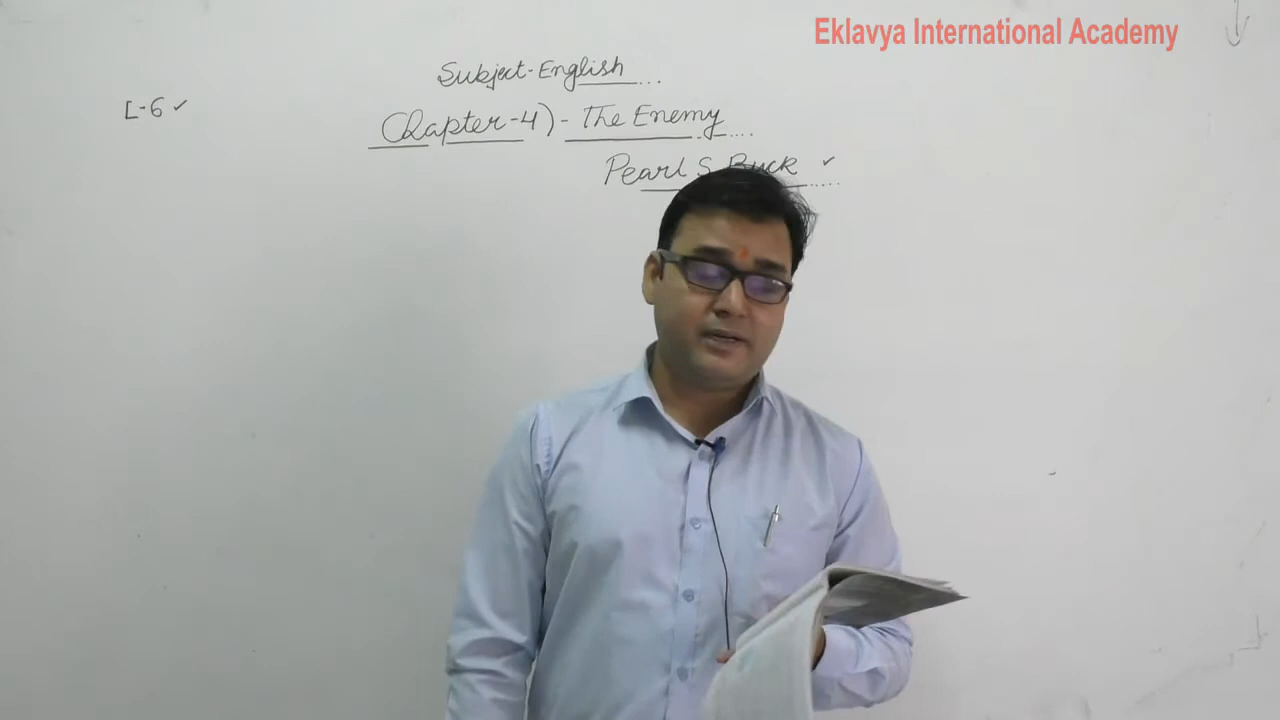 Eklavya International Academy
Subject-English...
L-6 ✓
Chapter-4) - The Enemy....
Pearl S Buck ✓